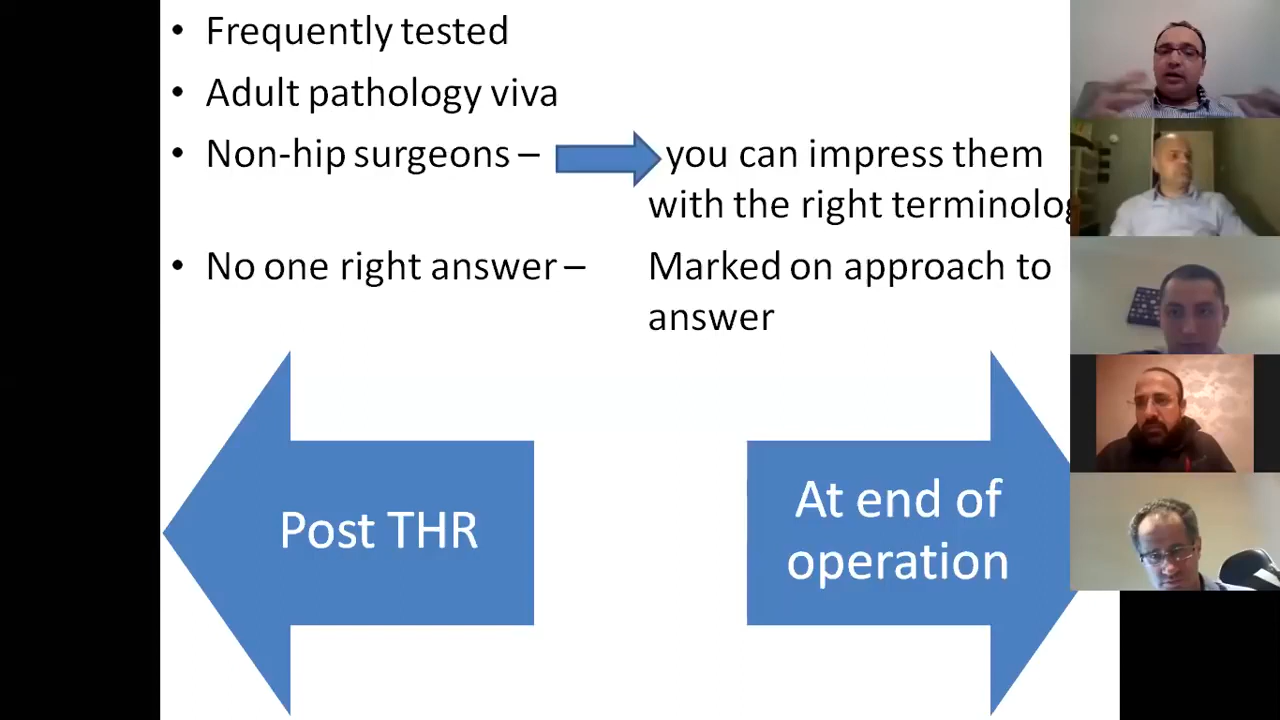 • Frequently tested
• Adult pathology viva
• Non-hip surgeons – you can impress them
with the right
• No one right answer – Marked on approach to
answer
Post THR
At end of
operation